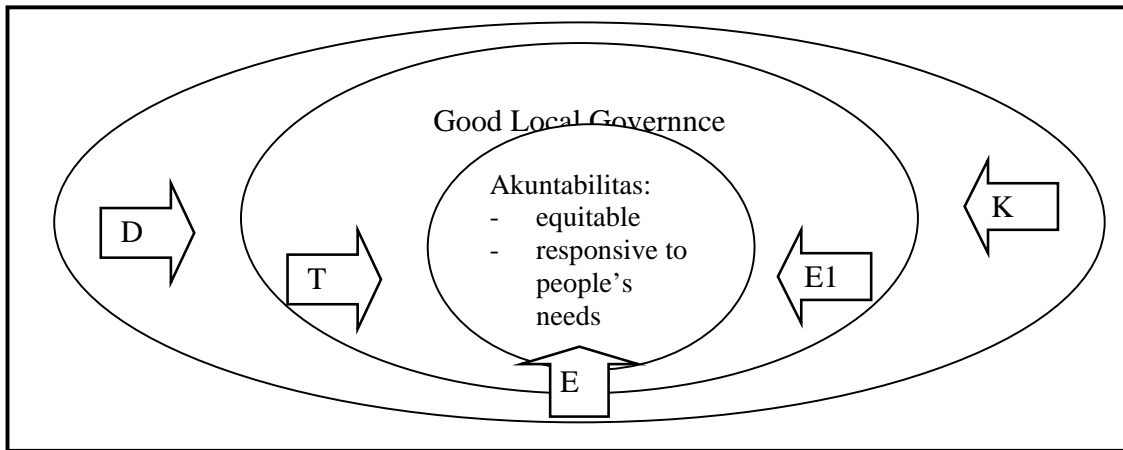 Good Local Governnce
Akuntabilitas:
- equitable
- responsive to
people's
needs
D
T
E
E1
K